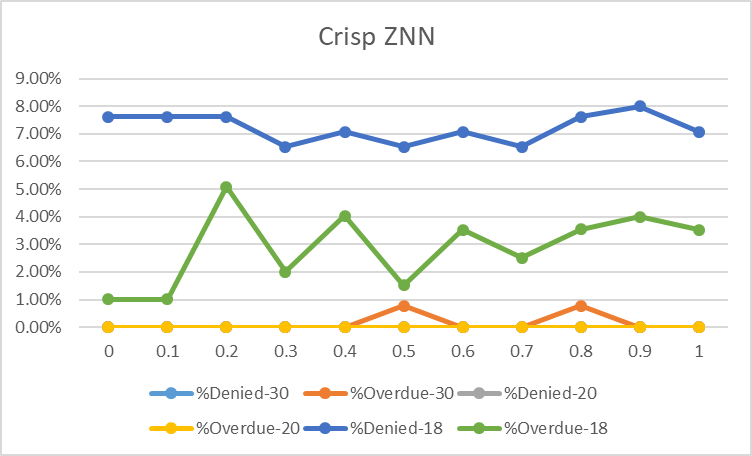 Crisp ZNN
9.00%
8.00%
7.00%
6.00%
5.00%
4.00%
3.00%
2.00%
1.00%
0.00%
0 0.1 0.2 0.3 0.4 0.5 0.6 0.7 0.8 0.9 1
%Denied-30 %Overdue-30 %Denied-20
%Overdue-20 %Denied-18 %Overdue-18